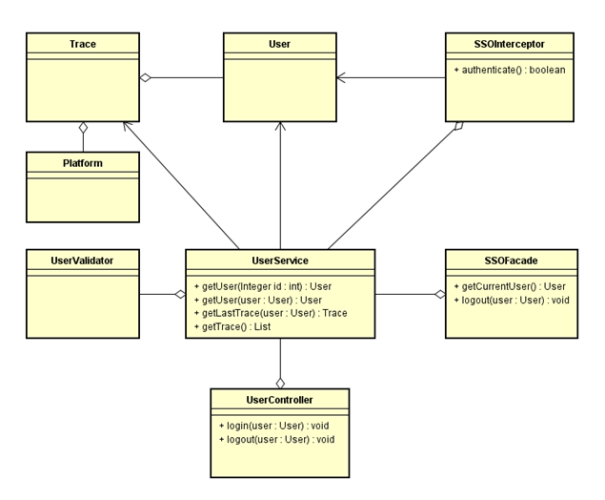 Trace
User
SSOInterceptor
+ authenticate() : boolean
Platform
UserValidator
UserService
+ getUser(Integer id : int) : User
+ getUser(user : User) : User
+ getLastTrace(user : User) : Trace
+ getTrace() : List
SSOFacade
+ getCurrentUser() : User
+ logout(user : User) : void
UserController
+ login(user : User) : void
+ logout(user : User) : void